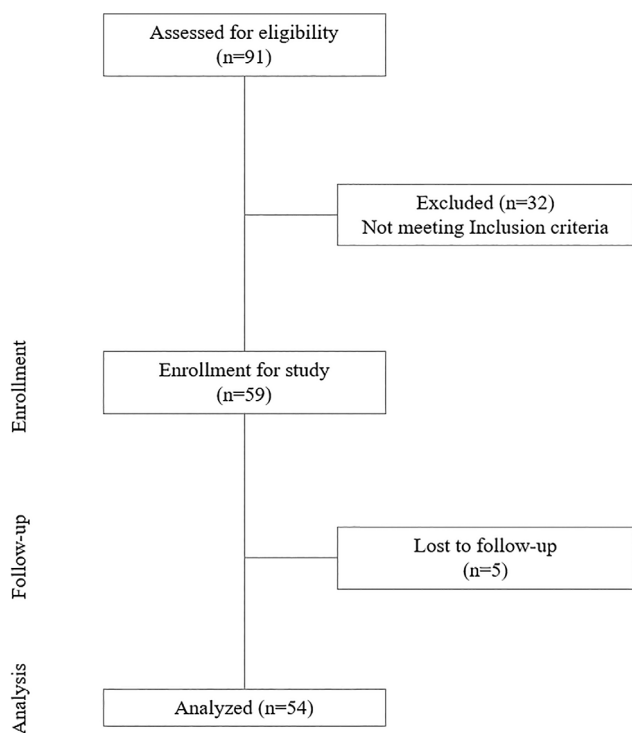 Assessed for eligibility
(n=91)
Excluded (n=32)
Not meeting Inclusion criteria
Enrollment
Enrollment for study
(n=59)
Follow-up
Lost to follow-up
(n=5)
Analysis
Analyzed (n=54)